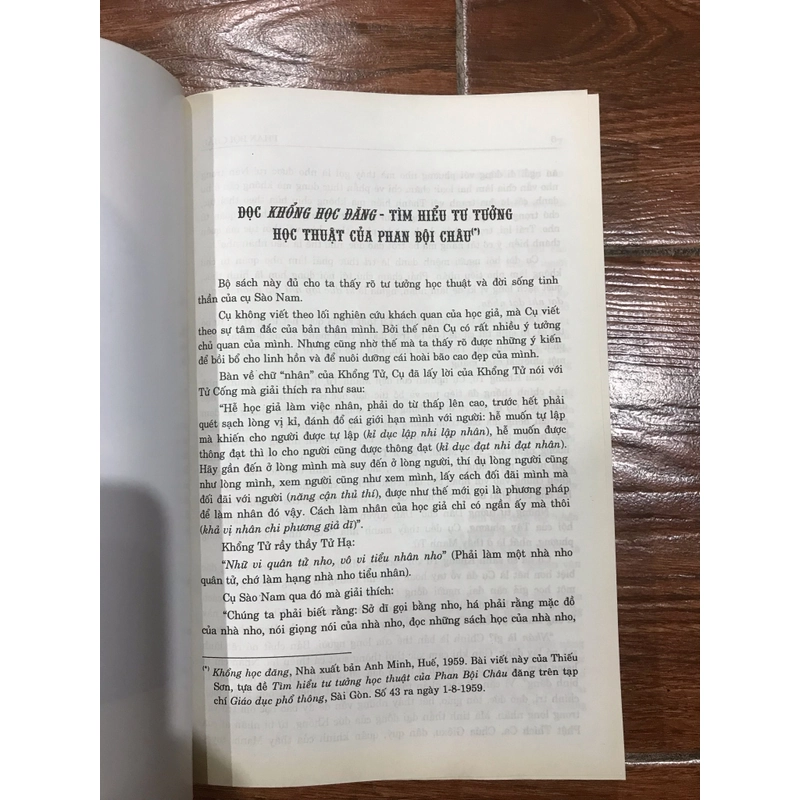 ĐỌC KHỔNG HỌC ĐĂNG - TÌM HIỂU TƯ TƯỞNG
HỌC THUẬT CỦA PHAN BỘI CHÂU(*)
Bộ sách này đủ cho ta thấy rõ tư tưởng học thuật và đời sống tinh
thần của cụ Sào Nam.
Cụ không viết theo lối nghiên cứu khách quan của học giả, mà Cụ viết
theo sự tâm đắc của bản thân mình. Bởi thế nên Cụ có rất nhiều ý tưởng
chủ quan của mình. Nhưng cũng nhờ thế mà ta thấy rõ được những ý kiến
để bồi bổ cho linh hồn và để nuôi dưỡng cái hoài bão cao đẹp của mình.
Bàn về chữ “nhân” của Khổng Tử, Cụ đã lấy lời của Khổng Tử nói với
Tử Cống mà giải thích ra như sau:
“Hễ học giả làm việc nhân, phải do từ thấp lên cao, trước hết phải
quét sạch lòng vị kỉ, đánh đổ cái giới hạn mình với người: hễ muốn tự lập
mà khiến cho người được tự lập (kỉ dục lập nhi lập nhân), hễ muốn được
thông đạt thì lo cho người cũng được thông đạt (kỉ dục đạt nhi đạt nhân).
Hãy gần đến ở lòng mình mà suy đến ở lòng người, thí dụ lòng người cũng
như lòng mình, xem người cũng như xem mình, lấy cách đối đãi mình mà
đối đãi với người (năng cận thủ thí), được như thế mới gọi là phương pháp
để làm nhân đó vậy. Cách làm nhân của học giả chỉ có ngần ấy mà thôi
(khả vị nhân chi phương giả dĩ)”.
Khổng Tử rầy thầy Tử Hạ:
“Nhữ vi quân tử nho, vô vi tiểu nhân nho” (Phải làm một nhà nho
quân tử, chớ làm hạng nhà nho tiểu nhân).
Cụ Sào Nam qua đó mà giải thích:
“Chúng ta phải biết rằng: Sở dĩ gọi bằng nho, há phải rằng mặc đồ
của nhà nho, nói giọng nói của nhà nho, đọc những sách học của nhà nho,
(*) Khổng học đăng, Nhà xuất bản Anh Minh, Huế, 1959. Bài viết này của Thiếu
Sơn, tựa đề Tìm hiểu tư tưởng học thuật của Phan Bội Châu đăng trên tạp
chí Giáo dục phổ thông, Sài Gòn. Số 43 ra ngày 1-8-1959.